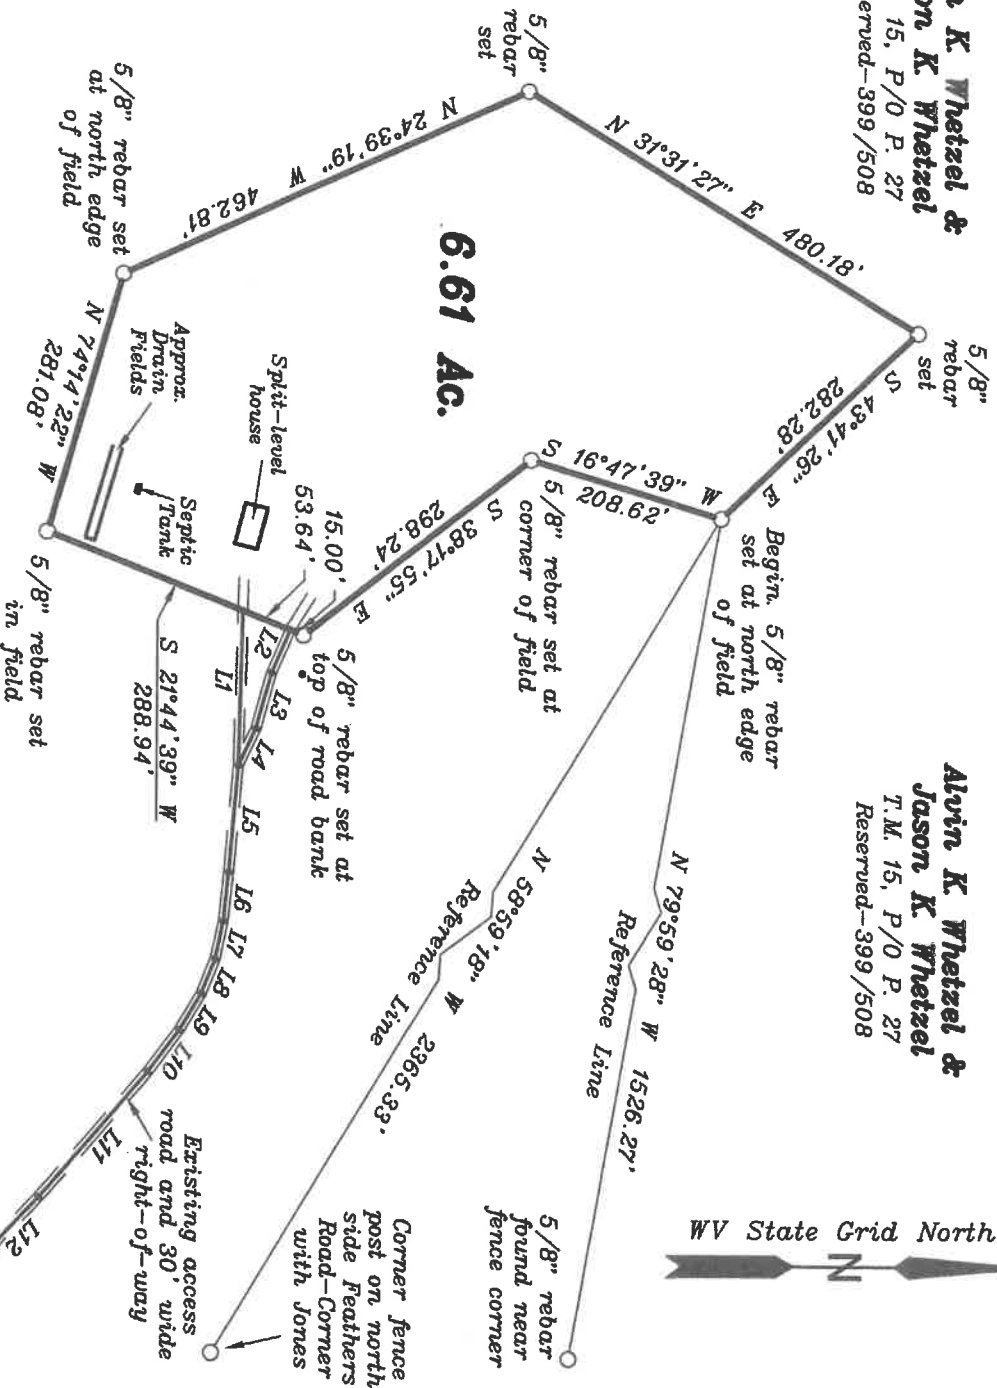 n K Whetzel &
on K. Whetzel
15, P/O P. 27
erved-399/508
Alvin K. Whetzel &
Jason K. Whetzel
T.M. 15, P/O P. 27
Reserved-399/508
WV State Grid North
N
5/8"
rebar
set
N 31°31'27" E 480.18'
5/8"
rebar
set
S 43°41'26" E
282.28'
Begin. 5/8" rebar
set at north edge
of field
S 16°47'39" W
208.62'
5/8" rebar set at
corner of field
S 38°17'55" E
298.24'
5/8" rebar set at
top of road bank
15.00'
53.64'
S 21°44'39" W
288.94'
5/8" rebar set
in field
N 74°14'22" W
281.08'
5/8" rebar set
at north edge
of field
N 24°39'19" W
462.81'
6.61 Ac.
Split-level
house
Septic
Tank
Approx.
Drain
Fields
N 79°59'28" W 1526.27'
Reference Line
N 58°59'18" W 2365.33'
Reference Line
5/8" rebar
found near
fence corner
Corner fence
post on north
side Feathers
Road-Corner
with Jones
Existing access
road and 30' wide
right-of-way
L1
L2
L3
L4
L5
L6
L7
L8
L9
L10
L11
L12